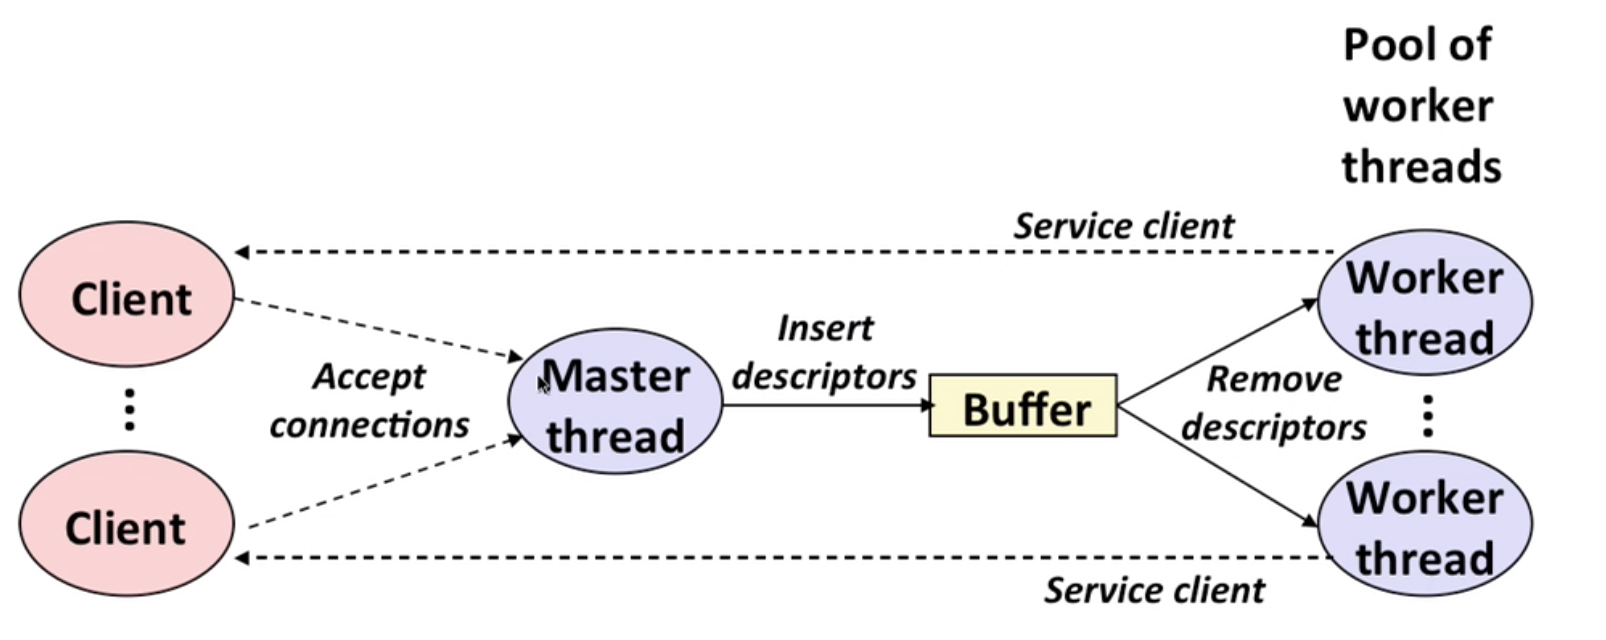 Pool of
worker
threads
Service client
Client
Worker
thread
Insert
descriptors
Accept
connections
Master
thread
Buffer
Remove
descriptors
Client
Worker
thread
Service client